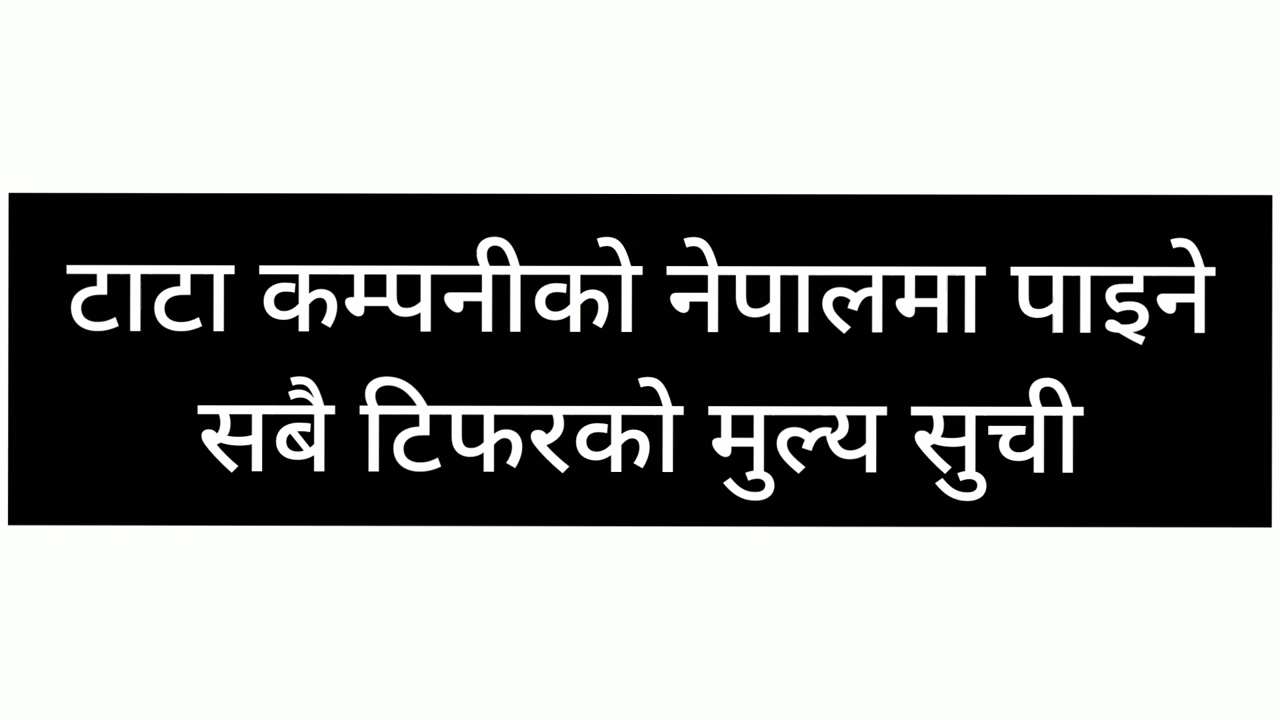 टाटा कम्पनीको नेपालमा पाइने
सबै टिफरको मुल्य सुची